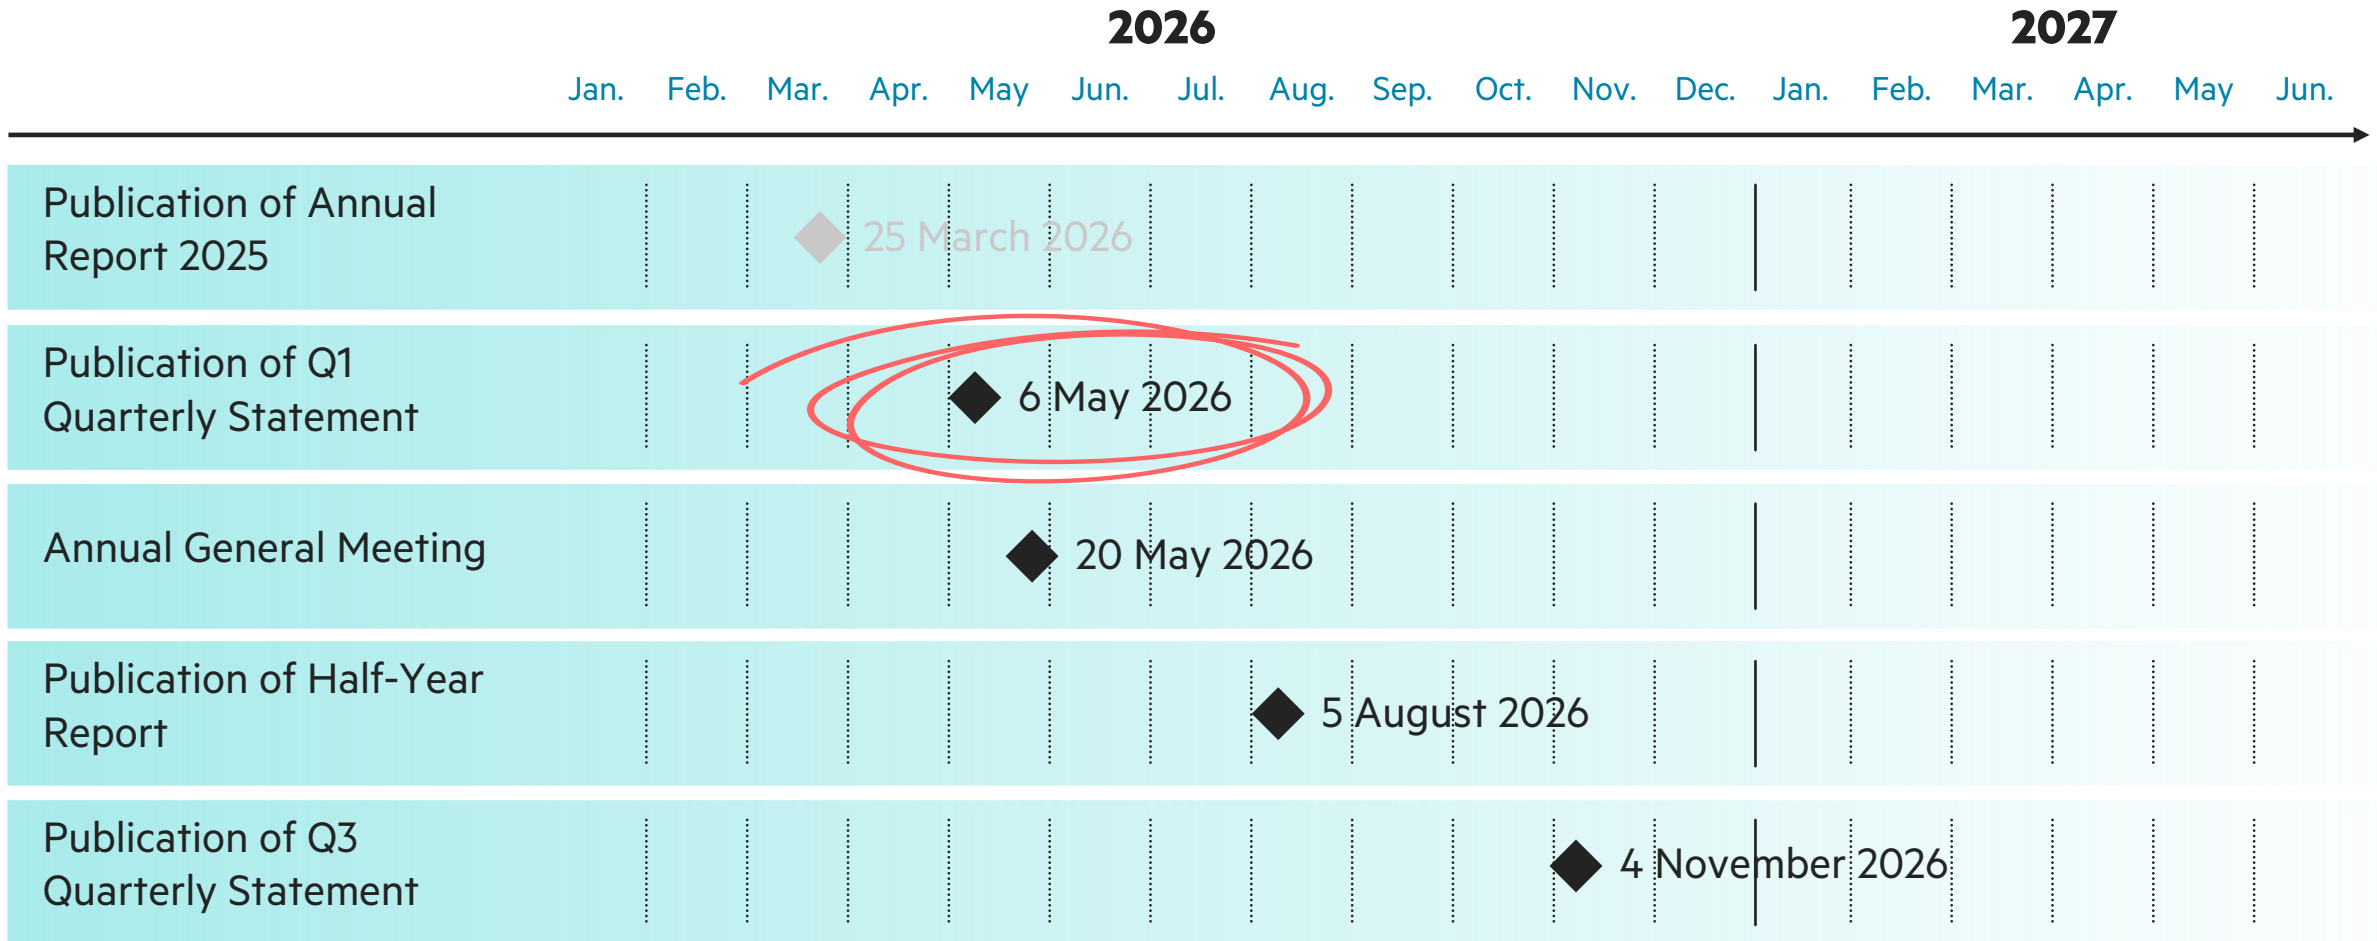 2026 2027
Jan. Feb. Mar. Apr. May Jun. Jul. Aug. Sep. Oct. Nov. Dec. Jan. Feb. Mar. Apr. May Jun.
Publication of Annual
Report 2025
25 March 2026
Publication of Q1
Quarterly Statement
6 May 2026
Annual General Meeting
20 May 2026
Publication of Half-Year
Report
5 August 2026
Publication of Q3
Quarterly Statement
4 November 2026